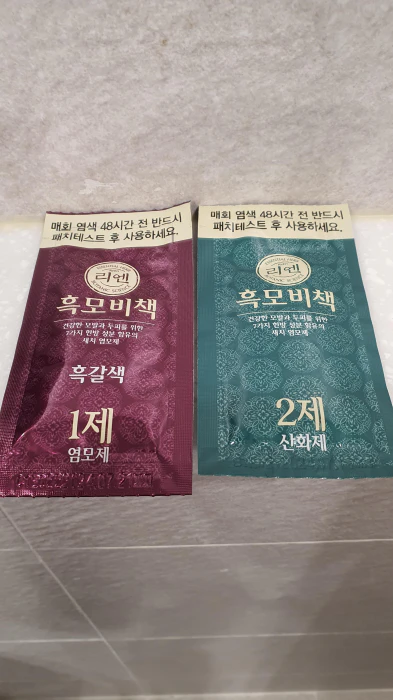 매회 염색 48시간 전 반드시
패치테스트 후 사용하세요.
리엔
흑모비책
건강한 모발과 두피를 위한
7가지 한방 성분 함유의
새치 염모제
흑갈색
1제
염모제
매회 염색 48시간 전 반드시
패치테스트 후 사용하세요.
리엔
흑모비책
건강한 모발과 두피를 위한
7가지 한방 성분 함유의
새치 염모제
2제
산화제